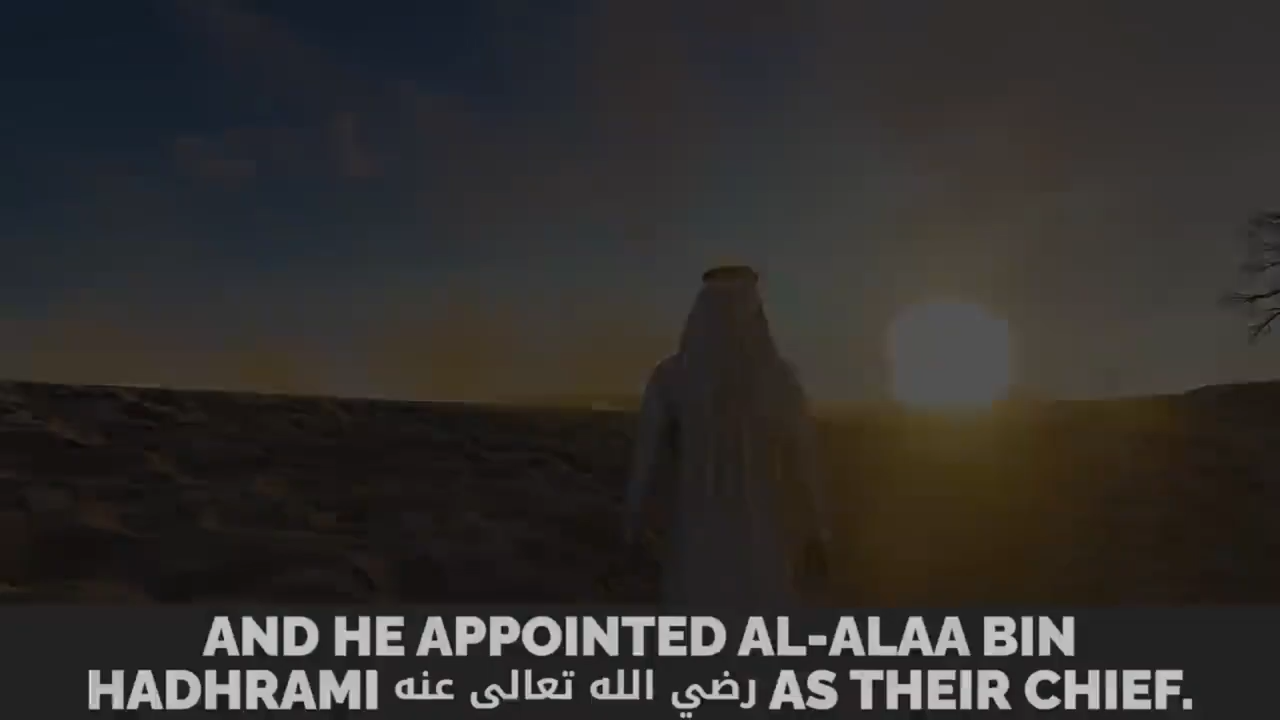 AND HE APPOINTED AL-ALAA BIN
HADHRAMI رضي الله تعالى عنه AS THEIR CHIEF.